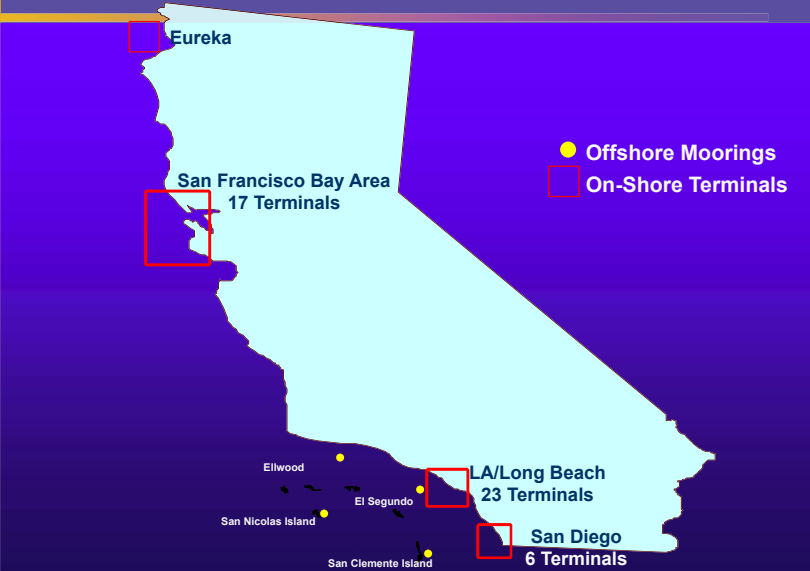 Eureka
Offshore Moorings
On-Shore Terminals
San Francisco Bay Area
17 Terminals
Ellwood
El Segundo
LA/Long Beach
23 Terminals
San Nicolas Island
San Diego
6 Terminals
San Clemente Island